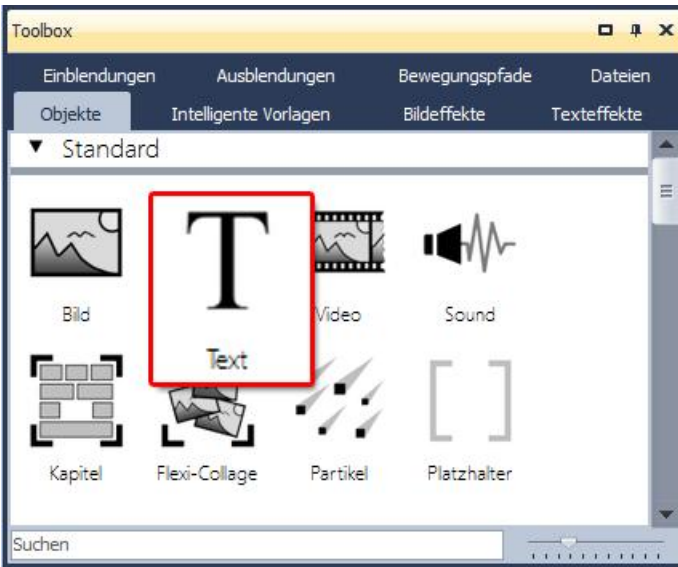 Toolbox
Einblendungen Ausblendungen Bewegungspfade Dateien
Objekte Intelligente Vorlagen Bildeffekte Texteffekte
Standard
Bild Text Video Sound
Kapitel Flexi-Collage Partikel Platzhalter
Suchen